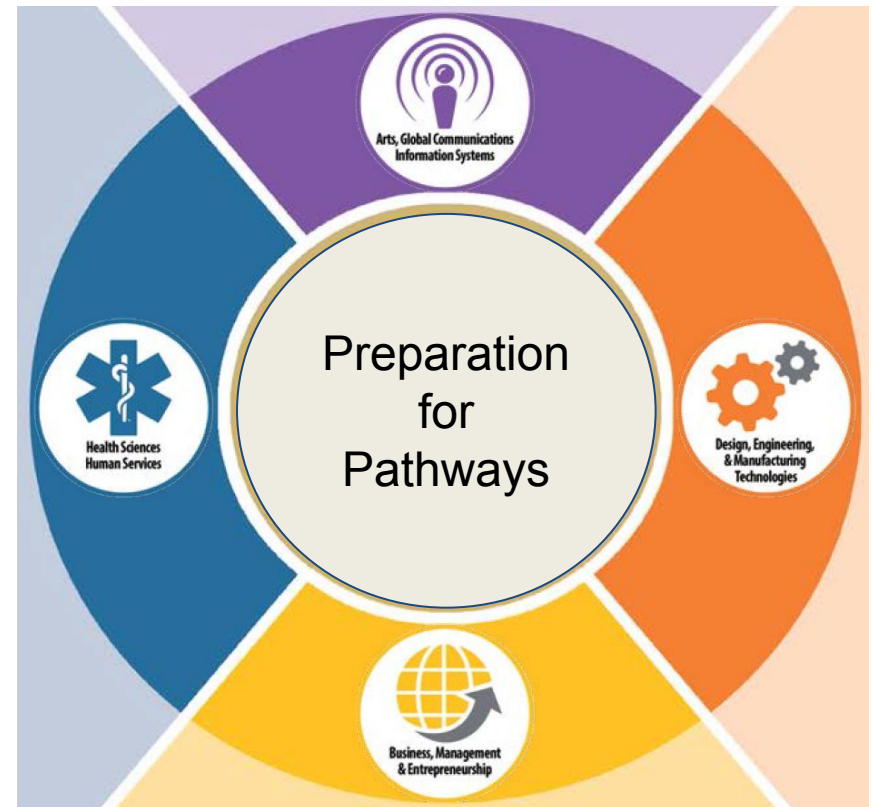 Arts, Global Communications
Information Systems
Preparation
for
Pathways
Health Sciences
Human Services
Design, Engineering,
& Manufacturing
Technologies
Business, Management
& Entrepreneurship